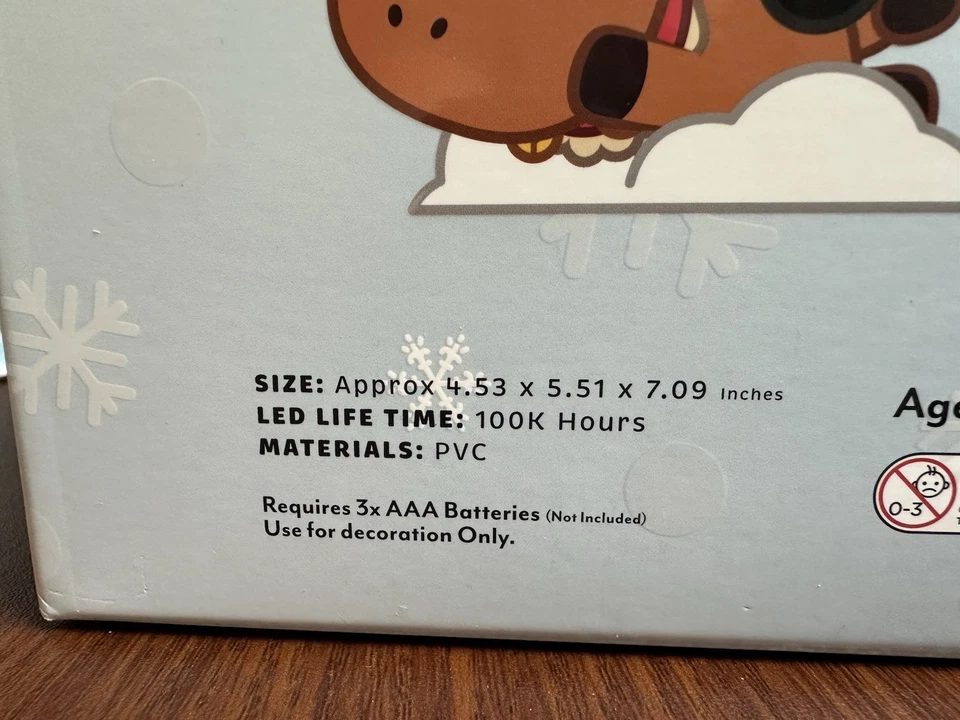 SIZE: Approx 4.53 x 5.51 x 7.09 Inches
LED LIFE TIME: 100K Hours
MATERIALS: PVC
Requires 3x AAA Batteries (Not Included)
Use for decoration Only.
0-3